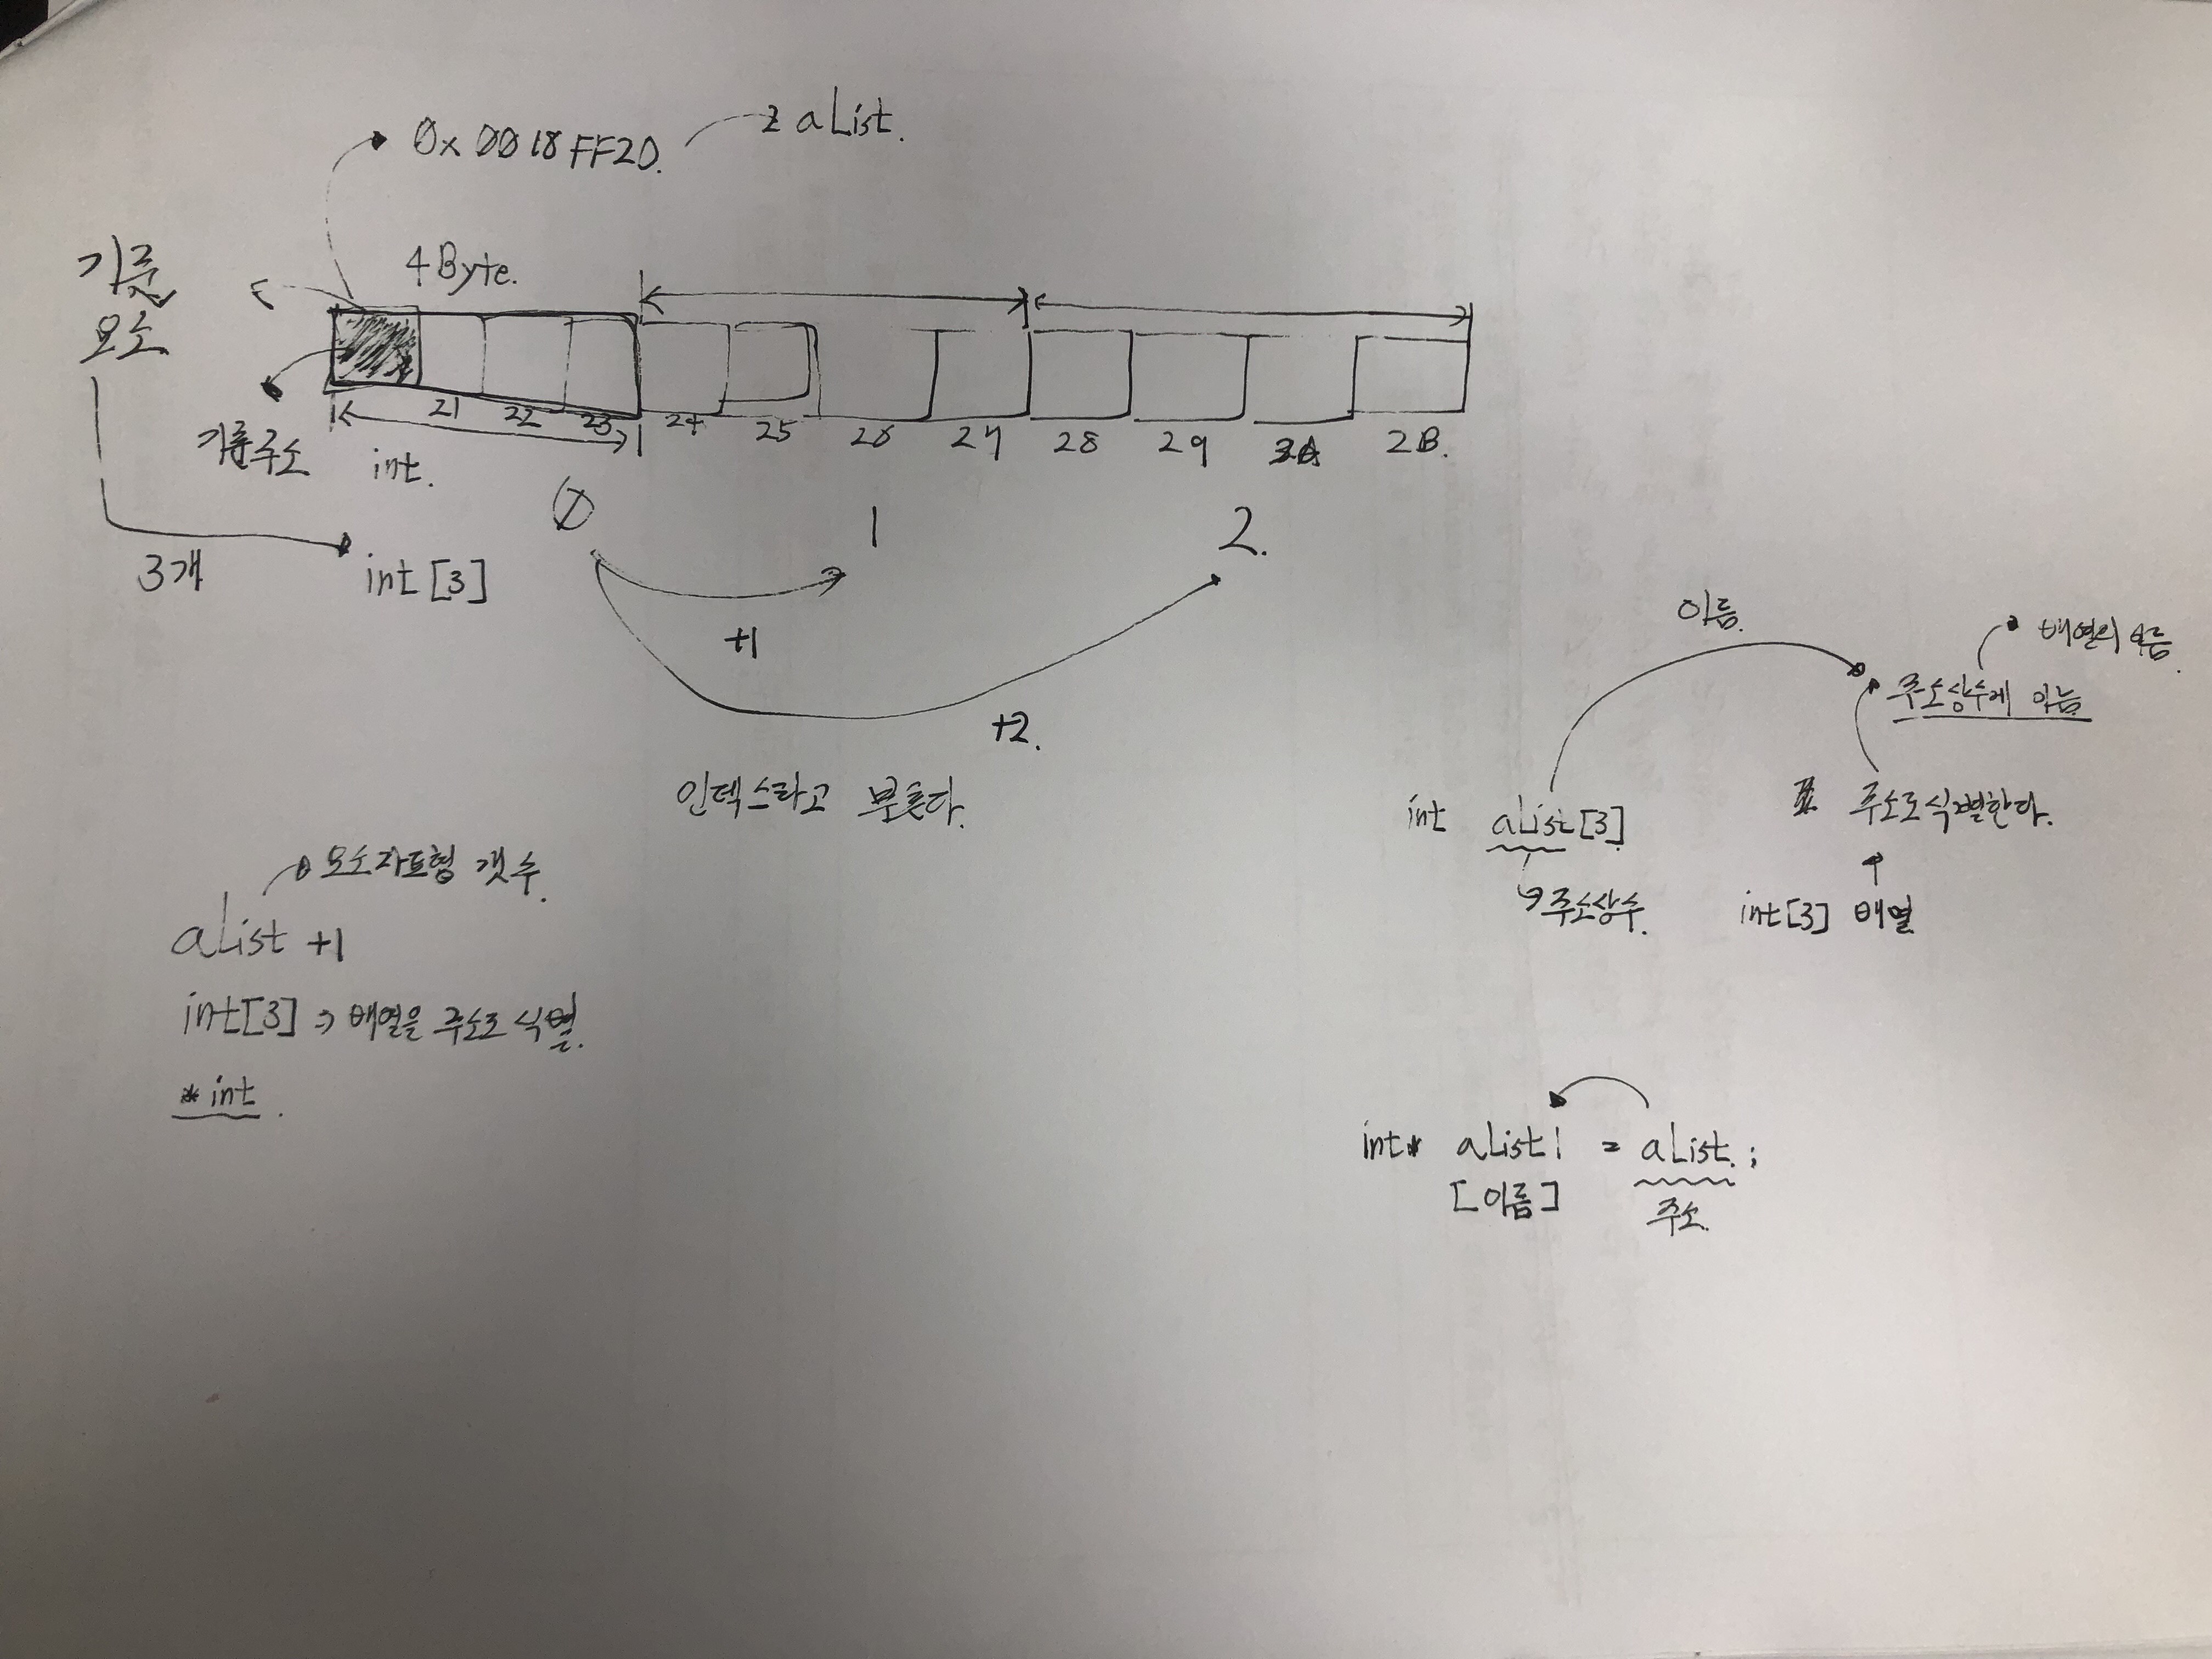 0x0018FF20.
aList.
기준
요소
4Byte.
21 22 23 24 25 26 27 28 29 2B.
기준주소
int.
0 1 2.
3개
int[3]
+1
+2.
인덱스라고 부른다.
요소자료형 갯수.
aList +1
int[3] ⇒ 배열을 주소로 식별.
*int.
이름.
배열의 이름.
주소상수에 이름
int aList[3]
주소로 식별한다.
주소상수.
int[3] 배열
int* aList1 = aList;
[이름]
주소.